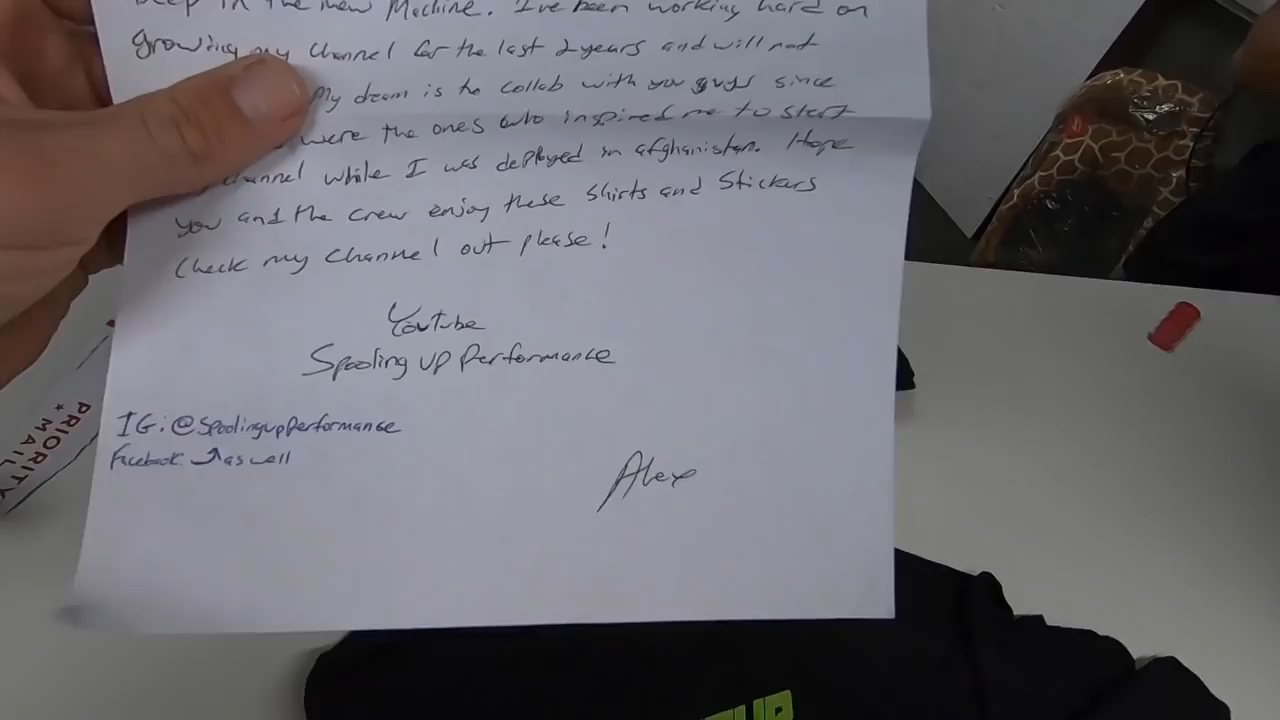 in the new Machine. I've been working hard on
growing my channel for the last 2 years and will not
My dream is to collab with you guys since
were the ones who inspired me to start
channel while I was deployed in afghanistan. Hope
you and the crew enjoy these shirts and Stickers
Check my channel out please!
Youtube
Spooling up Performance
IG: @SpoolingupPerformance
Facebook as well
Alex
PRIORITY
★ MAIL